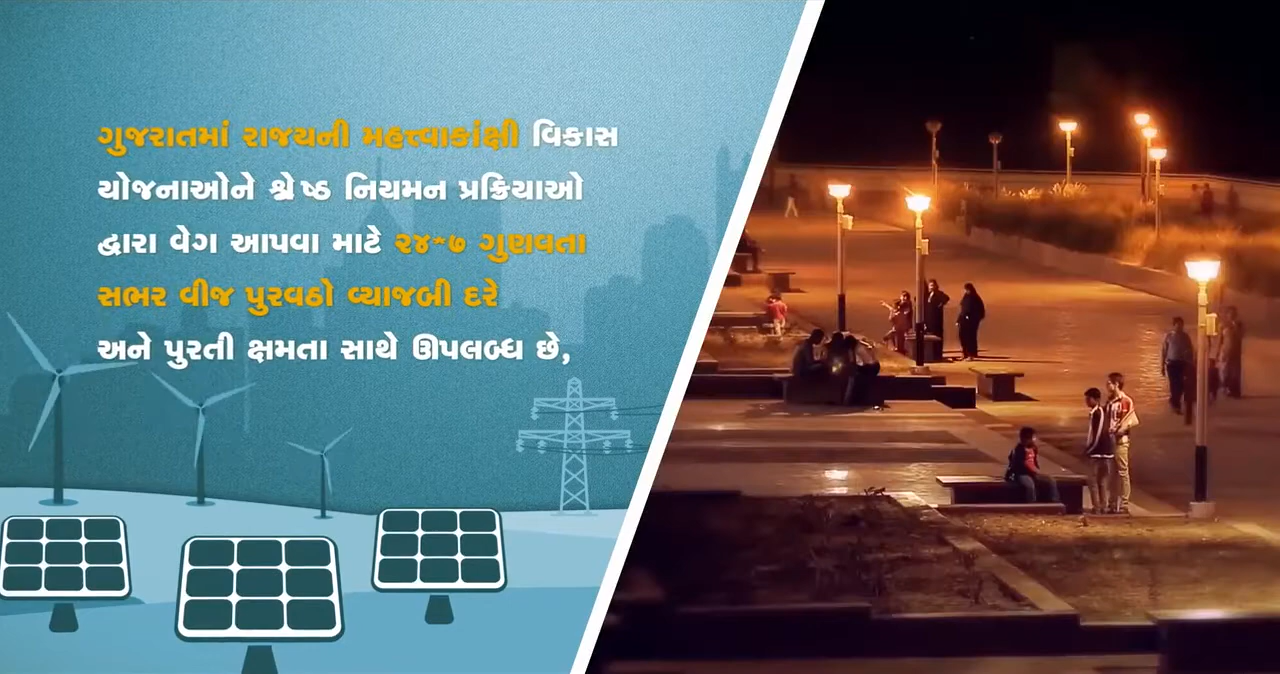 ગુજરાતમાં રાજયની મહત્ત્વાકાંક્ષી વિકાસ
યોજનાઓને શ્રેષ્ઠ નિયમન પ્રક્રિયાઓ
દ્વારા વેગ આપવા માટે ૨૪*૭ ગુણવતા
સભર વીજ પુરવઠો વ્યાજબી દરે
અને પુરતી ક્ષમતા સાથે ઊપલબ્ધ છે,